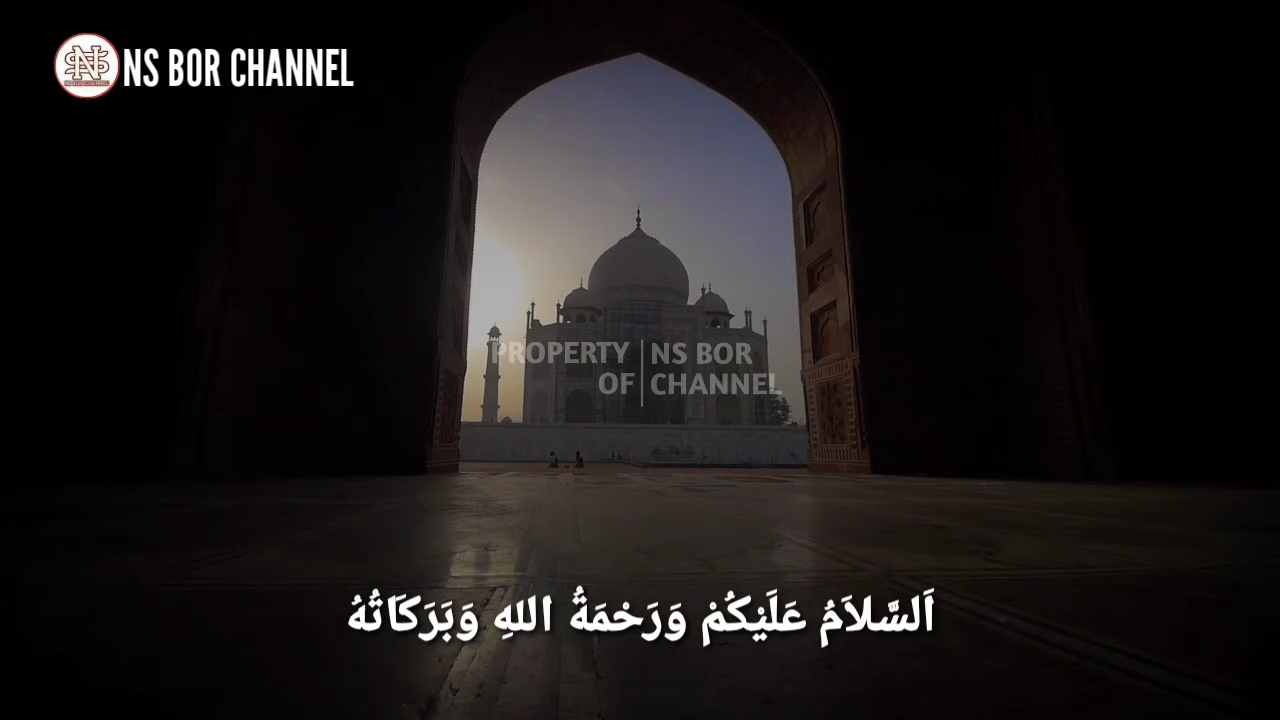 NS BOR CHANNEL
PROPERTY OF
NS BOR CHANNEL
اَلسَّلاَمُ عَلَيْكُمْ وَرَحْمَةُ اللهِ وَبَرَكَاتُهُ